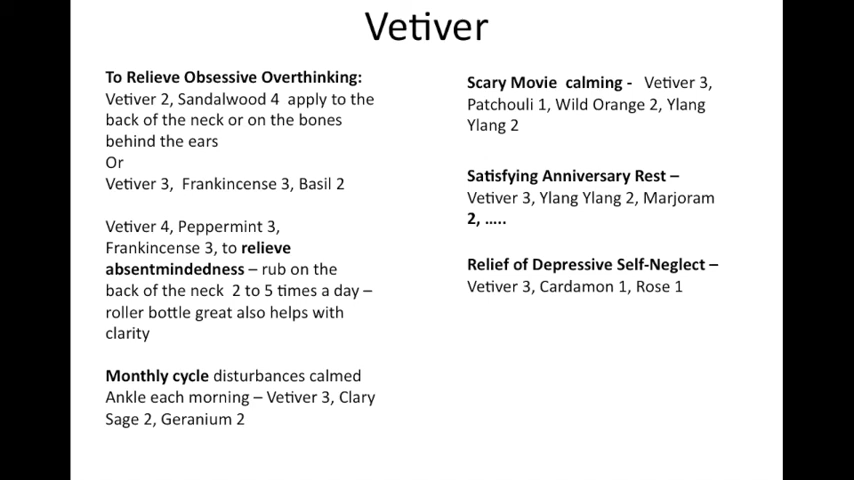 Vetiver
To Relieve Obsessive Overthinking:
Vetiver 2, Sandalwood 4 apply to the
back of the neck or on the bones
behind the ears
Or
Vetiver 3, Frankincense 3, Basil 2
Vetiver 4, Peppermint 3,
Frankincense 3, to relieve
absentmindedness – rub on the
back of the neck 2 to 5 times a day –
roller bottle great also helps with
clarity
Monthly cycle disturbances calmed
Ankle each morning – Vetiver 3, Clary
Sage 2, Geranium 2
Scary Movie calming - Vetiver 3,
Patchouli 1, Wild Orange 2, Ylang
Ylang 2
Satisfying Anniversary Rest –
Vetiver 3, Ylang Ylang 2, Marjoram
2, .....
Relief of Depressive Self-Neglect –
Vetiver 3, Cardamon 1, Rose 1